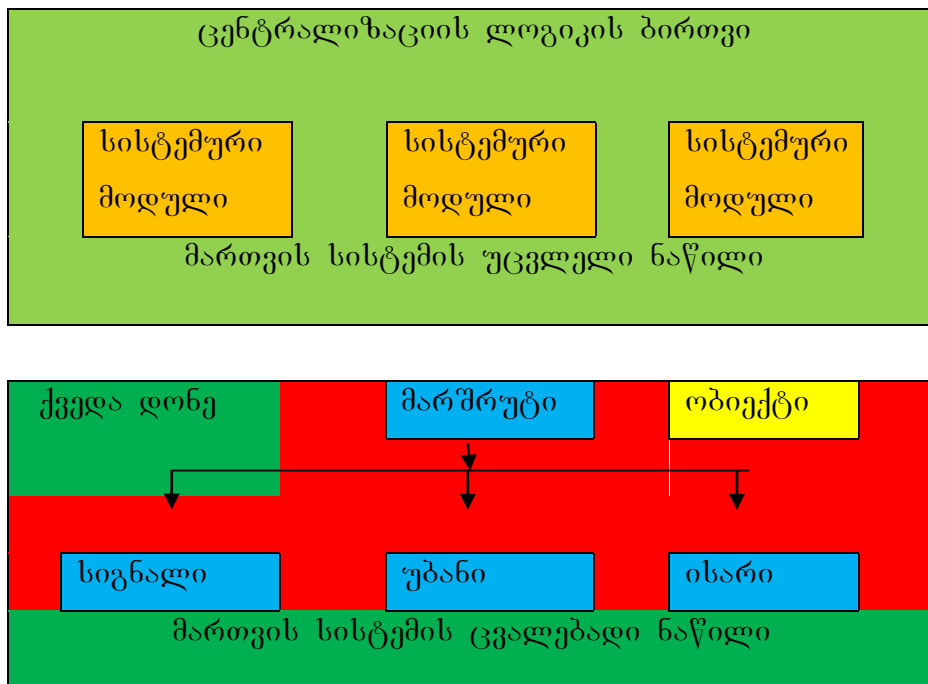 ცენტრალიზაციის ლოგიკის ბირთვი
სისტემური
მოდული
სისტემური
მოდული
სისტემური
მოდული
მართვის სისტემის უცვლელი ნაწილი
ქვედა დონე
მარშრუტი
ობიექტი
სიგნალი
უბანი
ისარი
მართვის სისტემის ცვალებადი ნაწილი